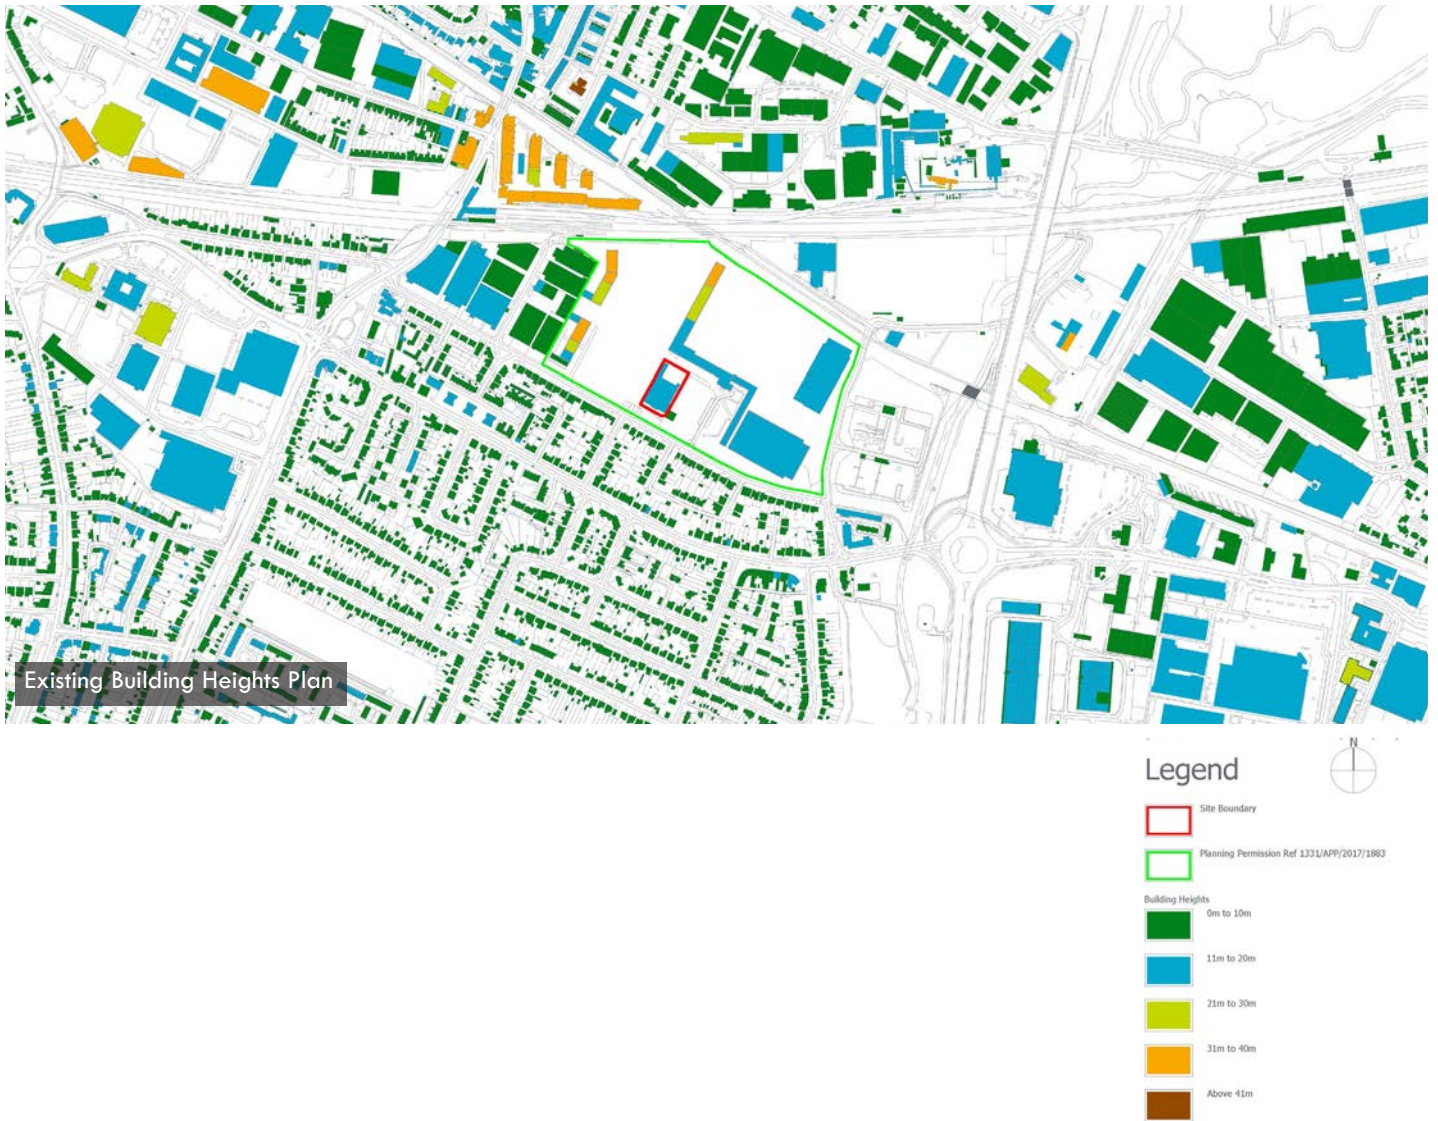 Existing Building Heights Plan
N
Legend
Site Boundary
Planning Permission Ref 1331/APP/2017/1883
Building Heights
0m to 10m
11m to 20m
21m to 30m
31m to 40m
Above 41m